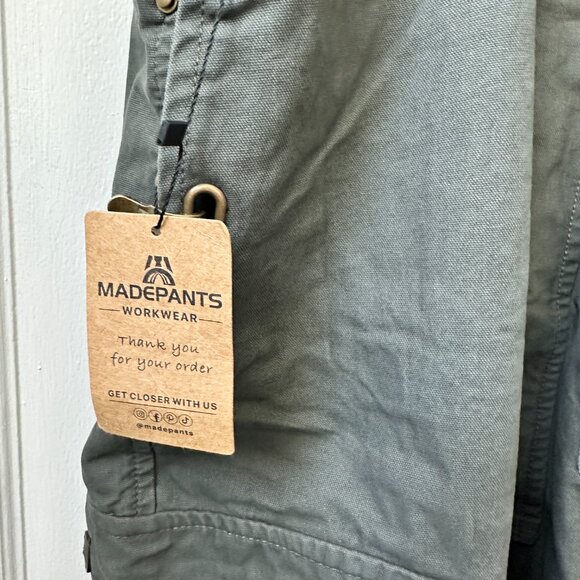 MADEPANTS
WORKWEAR
Thank you
for your order
GET CLOSER WITH US
@madepants